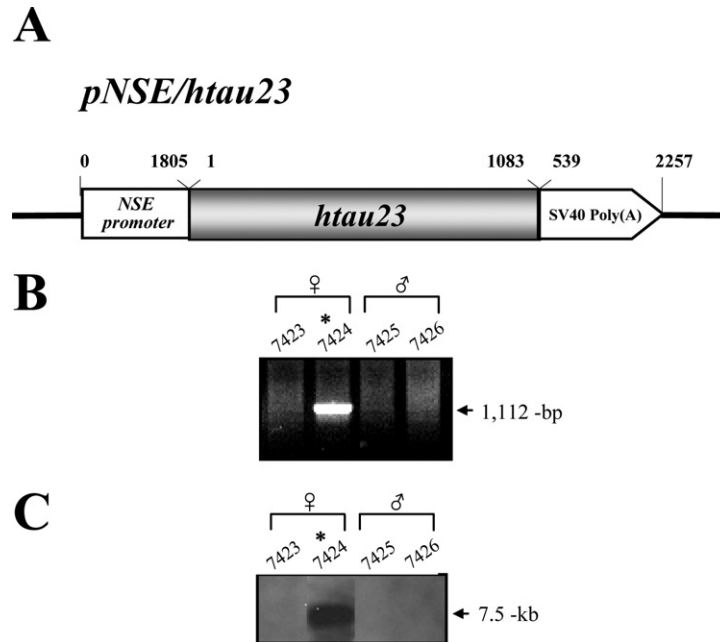 A
pNSE/htau23
0 1805 1 1083 539 2257
NSE promoter htau23 SV40 Poly(A)
B
♀ ♂
*
7423 7424 7425 7426
1,112 -bp
C
♀ ♂
*
7423 7424 7425 7426
7.5 -kb